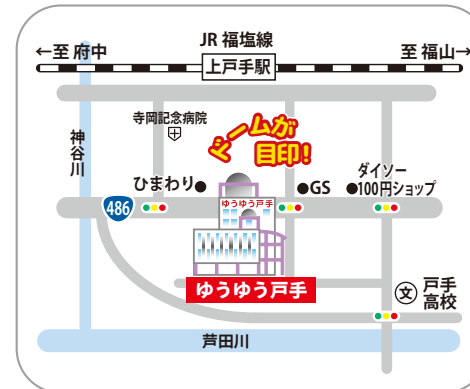 JR 福塩線
←至 府中
至 福山→
上戸手駅
寺岡記念病院
神谷川
ドームが
目印!
ひまわり
GS
ダイソー
100円ショップ
486
ゆうゆう戸手
ゆうゆう戸手
文
戸手
高校
芦田川